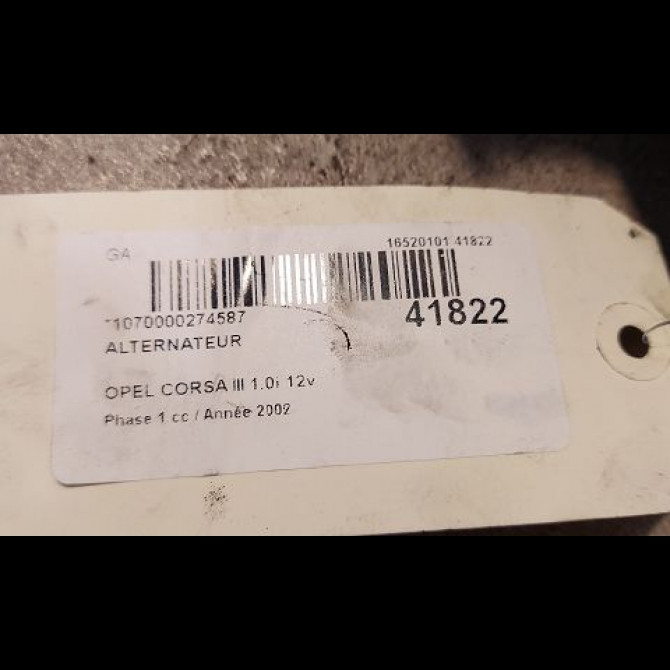 GA
16520101 41822
*1070000274587
41822
ALTERNATEUR
OPEL CORSA III 1.0i 12v
Phase 1 cc / Année 2002